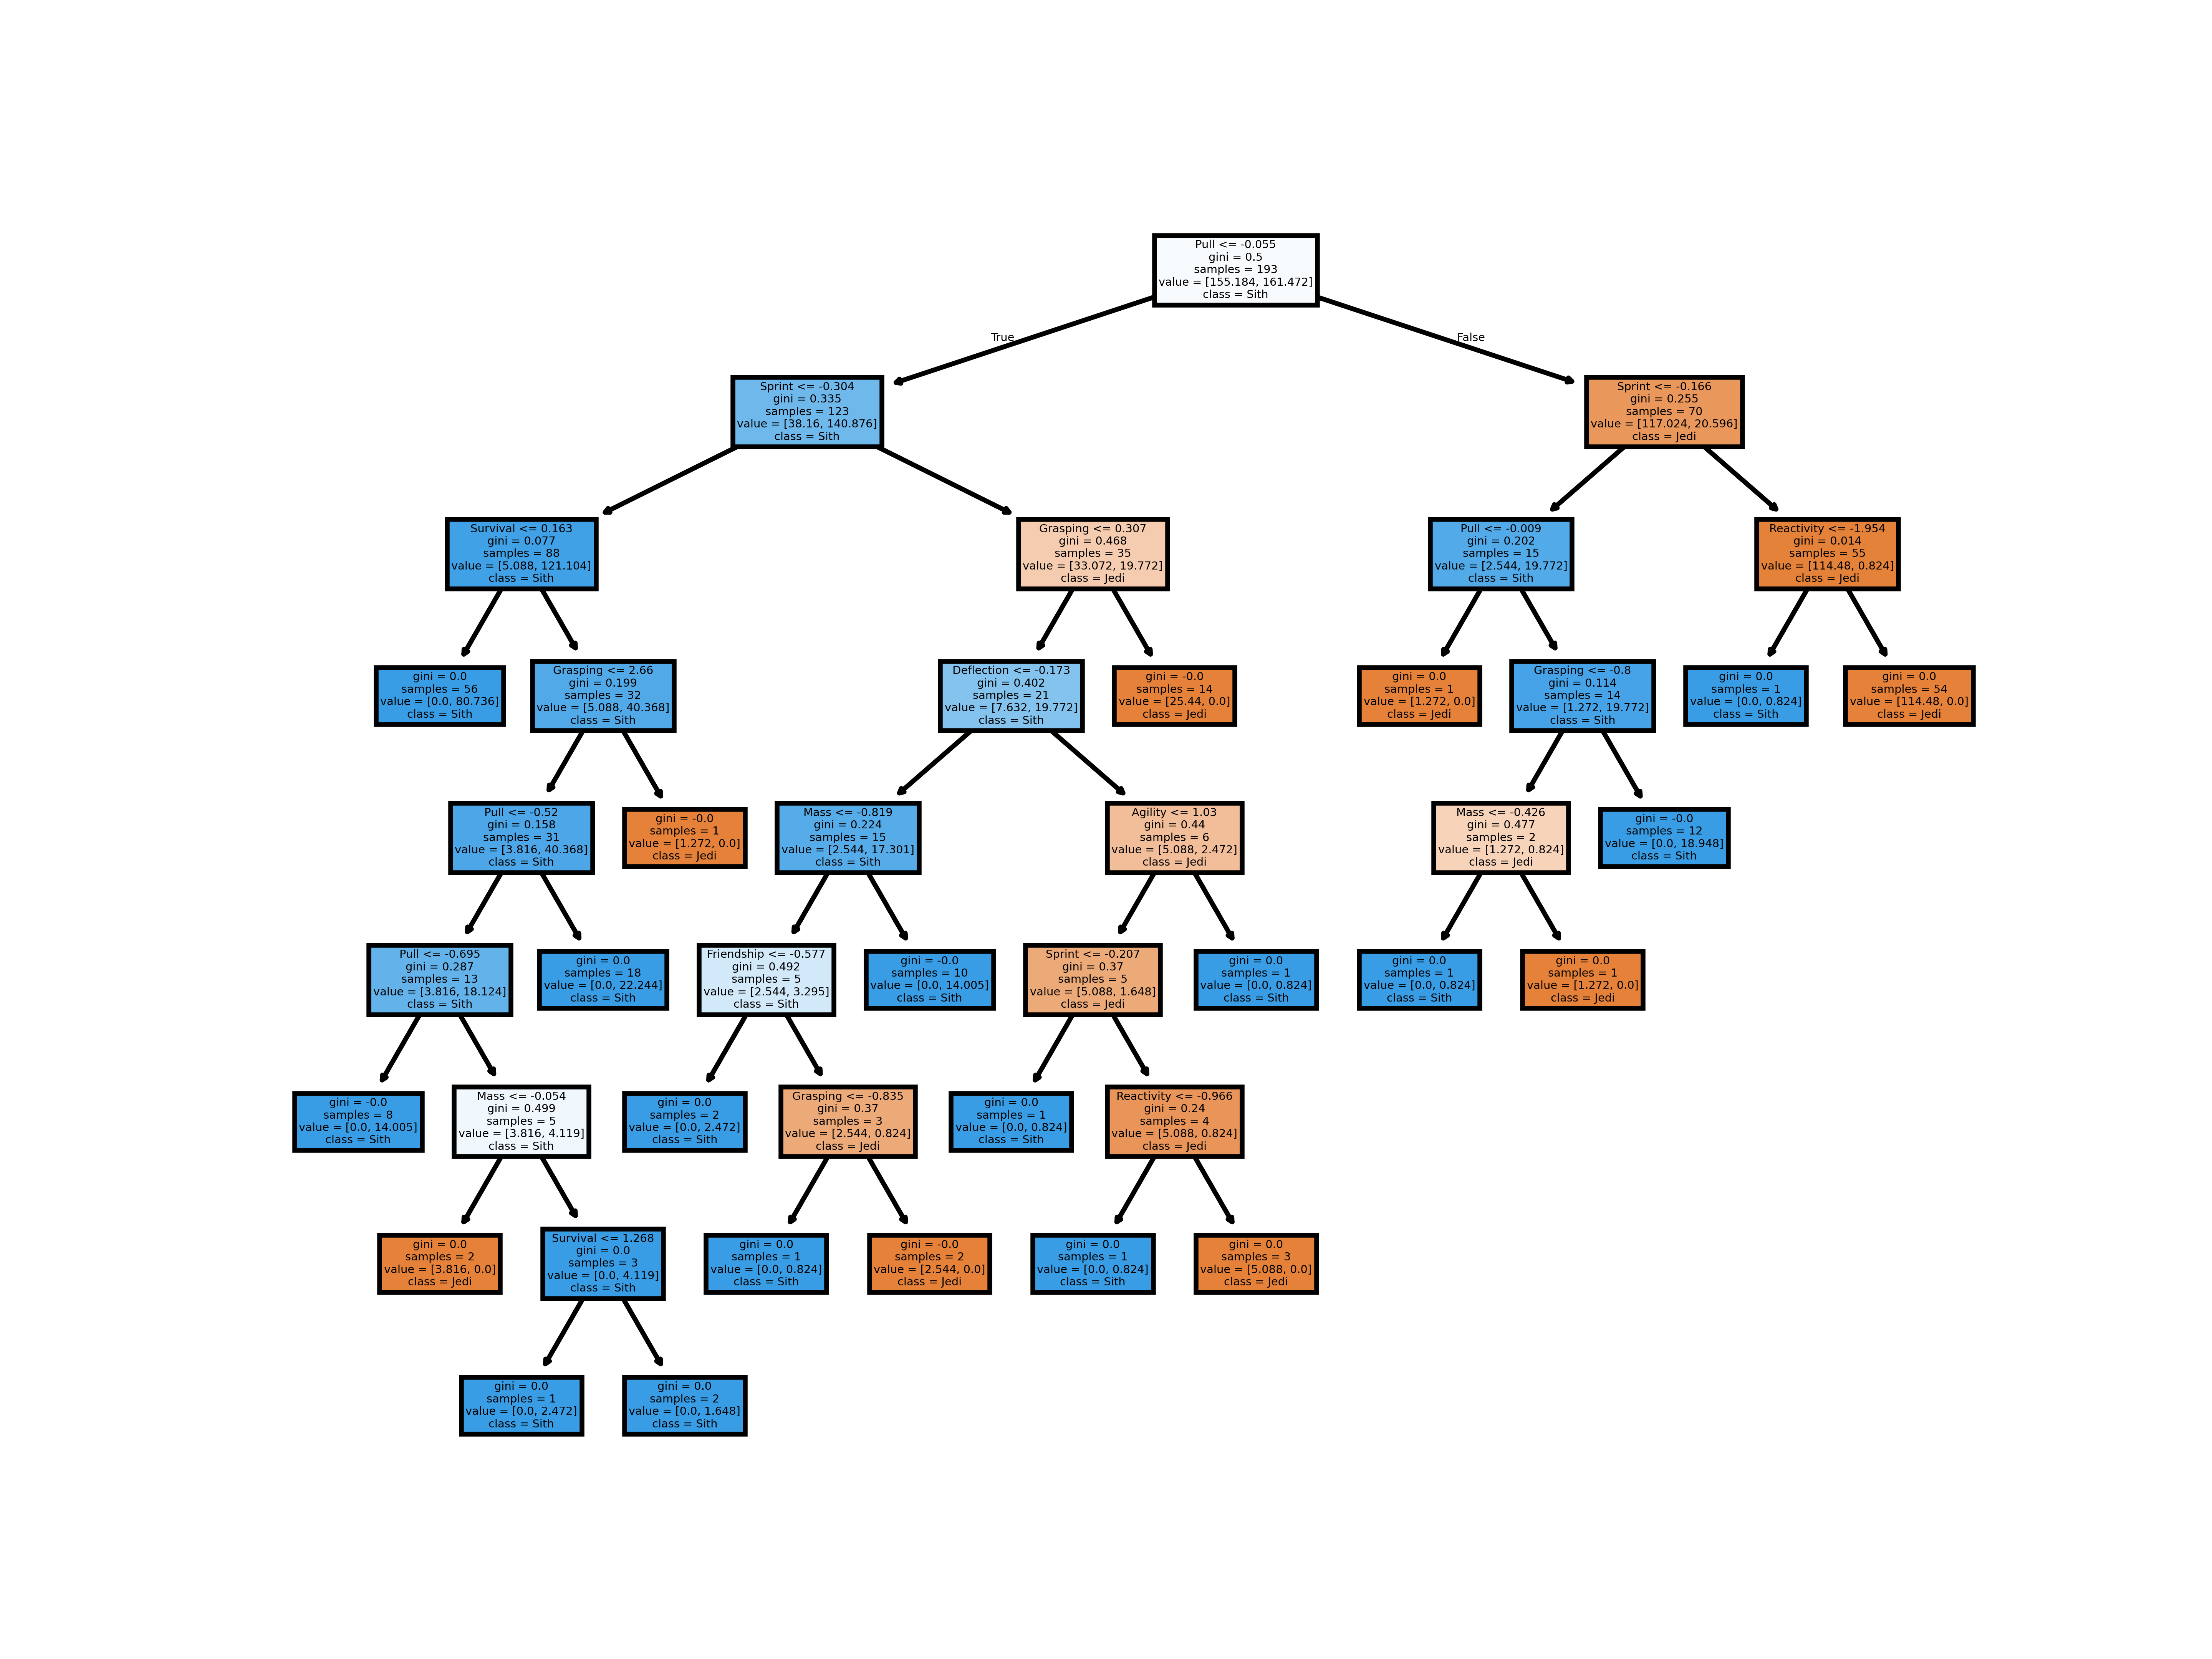 Pull <= -0.055
gini = 0.5
samples = 193
value = [155.184, 161.472]
class = Sith
True
False
Sprint <= -0.304
gini = 0.335
samples = 123
value = [38.16, 140.876]
class = Sith
Sprint <= -0.166
gini = 0.255
samples = 70
value = [117.024, 20.596]
class = Jedi
Survival <= 0.163
gini = 0.077
samples = 88
value = [5.088, 121.104]
class = Sith
Grasping <= 0.307
gini = 0.468
samples = 35
value = [33.072, 19.772]
class = Jedi
Pull <= -0.009
gini = 0.202
samples = 15
value = [2.544, 19.772]
class = Sith
Reactivity <= -1.954
gini = 0.014
samples = 55
value = [114.48, 0.824]
class = Jedi
gini = 0.0
samples = 56
value = [0.0, 80.736]
class = Sith
Grasping <= 2.66
gini = 0.199
samples = 32
value = [5.088, 40.368]
class = Sith
Deflection <= -0.173
gini = 0.402
samples = 21
value = [7.632, 19.772]
class = Sith
gini = -0.0
samples = 14
value = [25.44, 0.0]
class = Jedi
gini = 0.0
samples = 1
value = [1.272, 0.0]
class = Jedi
Grasping <= -0.8
gini = 0.114
samples = 14
value = [1.272, 19.772]
class = Sith
gini = 0.0
samples = 1
value = [0.0, 0.824]
class = Sith
gini = 0.0
samples = 54
value = [114.48, 0.0]
class = Jedi
Pull <= -0.52
gini = 0.158
samples = 31
value = [3.816, 40.368]
class = Sith
gini = -0.0
samples = 1
value = [1.272, 0.0]
class = Jedi
Mass <= -0.819
gini = 0.224
samples = 15
value = [2.544, 17.301]
class = Sith
Agility <= 1.03
gini = 0.44
samples = 6
value = [5.088, 2.472]
class = Jedi
Mass <= -0.426
gini = 0.477
samples = 2
value = [1.272, 0.824]
class = Jedi
gini = -0.0
samples = 12
value = [0.0, 18.948]
class = Sith
Pull <= -0.695
gini = 0.287
samples = 13
value = [3.816, 18.124]
class = Sith
gini = 0.0
samples = 18
value = [0.0, 22.244]
class = Sith
Friendship <= -0.577
gini = 0.492
samples = 5
value = [2.544, 3.295]
class = Sith
gini = -0.0
samples = 10
value = [0.0, 14.005]
class = Sith
Sprint <= -0.207
gini = 0.37
samples = 5
value = [5.088, 1.648]
class = Jedi
gini = 0.0
samples = 1
value = [0.0, 0.824]
class = Sith
gini = 0.0
samples = 1
value = [0.0, 0.824]
class = Sith
gini = 0.0
samples = 1
value = [1.272, 0.0]
class = Jedi
gini = -0.0
samples = 8
value = [0.0, 14.005]
class = Sith
Mass <= -0.054
gini = 0.499
samples = 5
value = [3.816, 4.119]
class = Sith
gini = 0.0
samples = 2
value = [0.0, 2.472]
class = Sith
Grasping <= -0.835
gini = 0.37
samples = 3
value = [2.544, 0.824]
class = Jedi
gini = 0.0
samples = 1
value = [0.0, 0.824]
class = Sith
Reactivity <= -0.966
gini = 0.24
samples = 4
value = [5.088, 0.824]
class = Jedi
gini = 0.0
samples = 2
value = [3.816, 0.0]
class = Jedi
Survival <= 1.268
gini = 0.0
samples = 3
value = [0.0, 4.119]
class = Sith
gini = 0.0
samples = 1
value = [0.0, 0.824]
class = Sith
gini = -0.0
samples = 2
value = [2.544, 0.0]
class = Jedi
gini = 0.0
samples = 1
value = [0.0, 0.824]
class = Sith
gini = 0.0
samples = 3
value = [5.088, 0.0]
class = Jedi
gini = 0.0
samples = 1
value = [0.0, 2.472]
class = Sith
gini = 0.0
samples = 2
value = [0.0, 1.648]
class = Sith